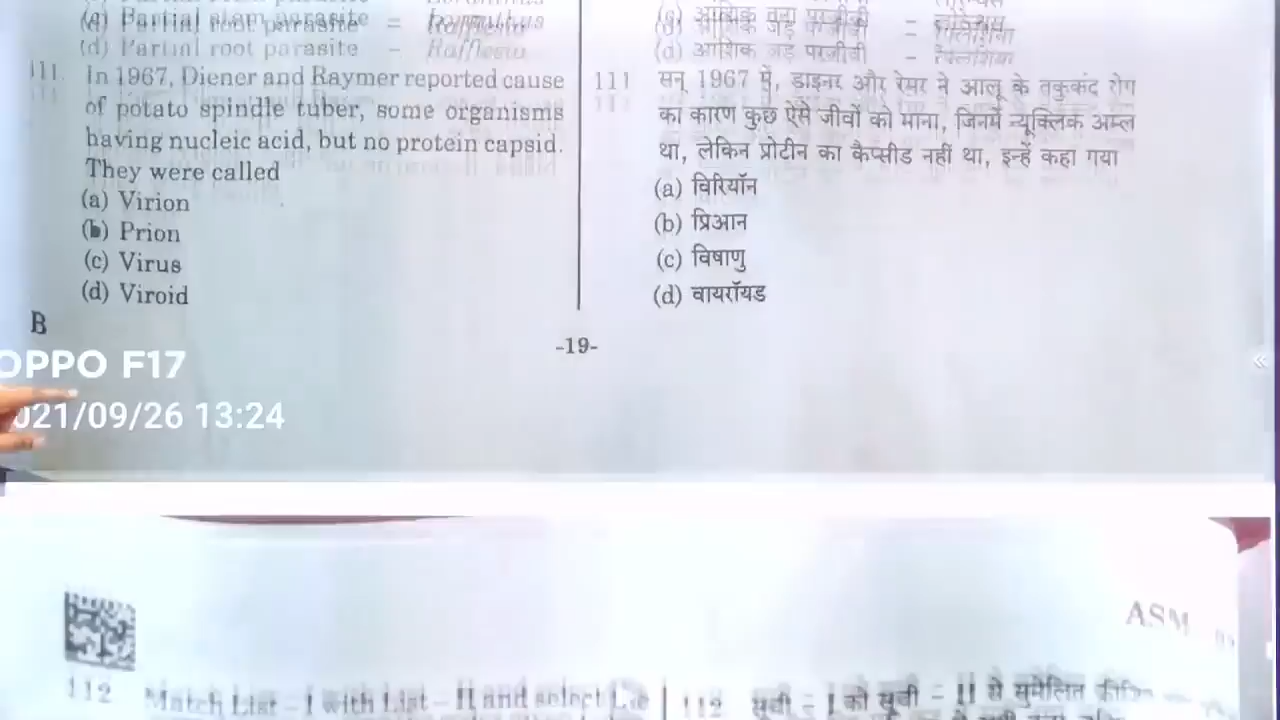 (d) Partial root parasite – Rafflesia
111. In 1967, Diener and Raymer reported cause
of potato spindle tuber, some organisms
having nucleic acid, but no protein capsid.
They were called
(a) Virion
(b) Prion
(c) Virus
(d) Viroid
B
(d) आंशिक जड़ परजीवी –
111 सन् 1967 में, डाइनर और रेमर ने आलू के तकुकंद रोग
का कारण कुछ ऐसे जीवों को माना, जिनमें न्यूक्लिक अम्ल
था, लेकिन प्रोटीन का कैप्सीड नहीं था, इन्हें कहा गया
(a) विरियॉन
(b) प्रिआन
(c) विषाणु
(d) वायरॉयड
-19-
OPPO F17
021/09/26 13:24
ASM
112 Match List – I with List – II and select
112 सूची – I को सूची – II से सुमेलित